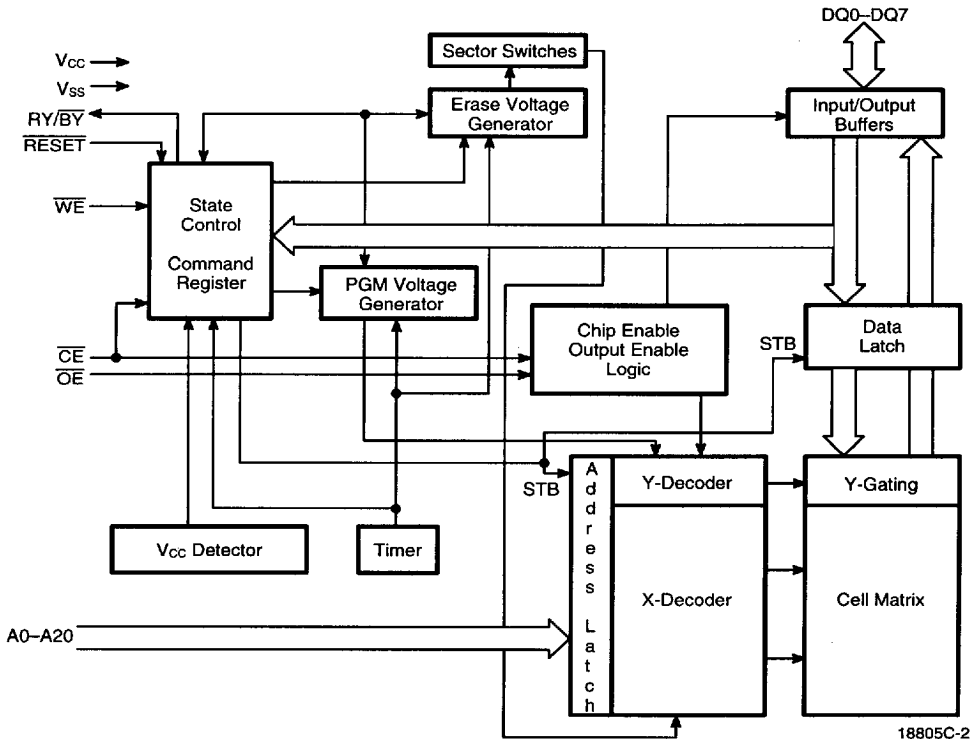 DQ0–DQ7
Sector Switches
VCC
VSS
RY/BY
RESET
Erase Voltage
Generator
Input/Output
Buffers
WE
State
Control
Command
Register
PGM Voltage
Generator
Chip Enable
Output Enable
Logic
STB
Data
Latch
CE
OE
STB
Address Latch
Y-Decoder
Y-Gating
VCC Detector
Timer
X-Decoder
Cell Matrix
A0–A20
18805C-2